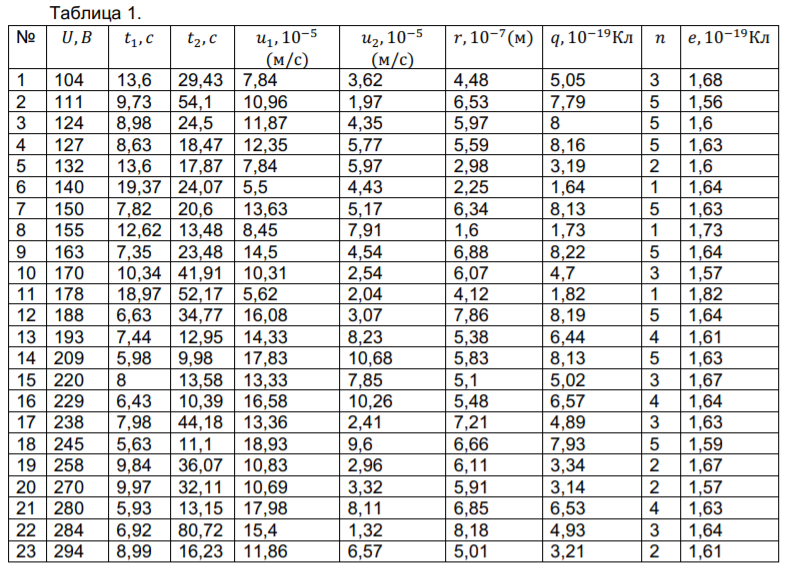 Таблица 1.
№ U, В t₁, с t₂, с u₁, 10⁻⁵ (м/с) u₂, 10⁻⁵ (м/с) r, 10⁻⁷(м) q, 10⁻¹⁹Кл n e, 10⁻¹⁹Кл
1 104 13,6 29,43 7,84 3,62 4,48 5,05 3 1,68
2 111 9,73 54,1 10,96 1,97 6,53 7,79 5 1,56
3 124 8,98 24,5 11,87 4,35 5,97 8 5 1,6
4 127 8,63 18,47 12,35 5,77 5,59 8,16 5 1,63
5 132 13,6 17,87 7,84 5,97 2,98 3,19 2 1,6
6 140 19,37 24,07 5,5 4,43 2,25 1,64 1 1,64
7 150 7,82 20,6 13,63 5,17 6,34 8,13 5 1,63
8 155 12,62 13,48 8,45 7,91 1,6 1,73 1 1,73
9 163 7,35 23,48 14,5 4,54 6,88 8,22 5 1,64
10 170 10,34 41,91 10,31 2,54 6,07 4,7 3 1,57
11 178 18,97 52,17 5,62 2,04 4,12 1,82 1 1,82
12 188 6,63 34,77 16,08 3,07 7,86 8,19 5 1,64
13 193 7,44 12,95 14,33 8,23 5,38 6,44 4 1,61
14 209 5,98 9,98 17,83 10,68 5,83 8,13 5 1,63
15 220 8 13,58 13,33 7,85 5,1 5,02 3 1,67
16 229 6,43 10,39 16,58 10,26 5,48 6,57 4 1,64
17 238 7,98 44,18 13,36 2,41 7,21 4,89 3 1,63
18 245 5,63 11,1 18,93 9,6 6,66 7,93 5 1,59
19 258 9,84 36,07 10,83 2,96 6,11 3,34 2 1,67
20 270 9,97 32,11 10,69 3,32 5,91 3,14 2 1,57
21 280 5,93 13,15 17,98 8,11 6,85 6,53 4 1,63
22 284 6,92 80,72 15,4 1,32 8,18 4,93 3 1,64
23 294 8,99 16,23 11,86 6,57 5,01 3,21 2 1,61